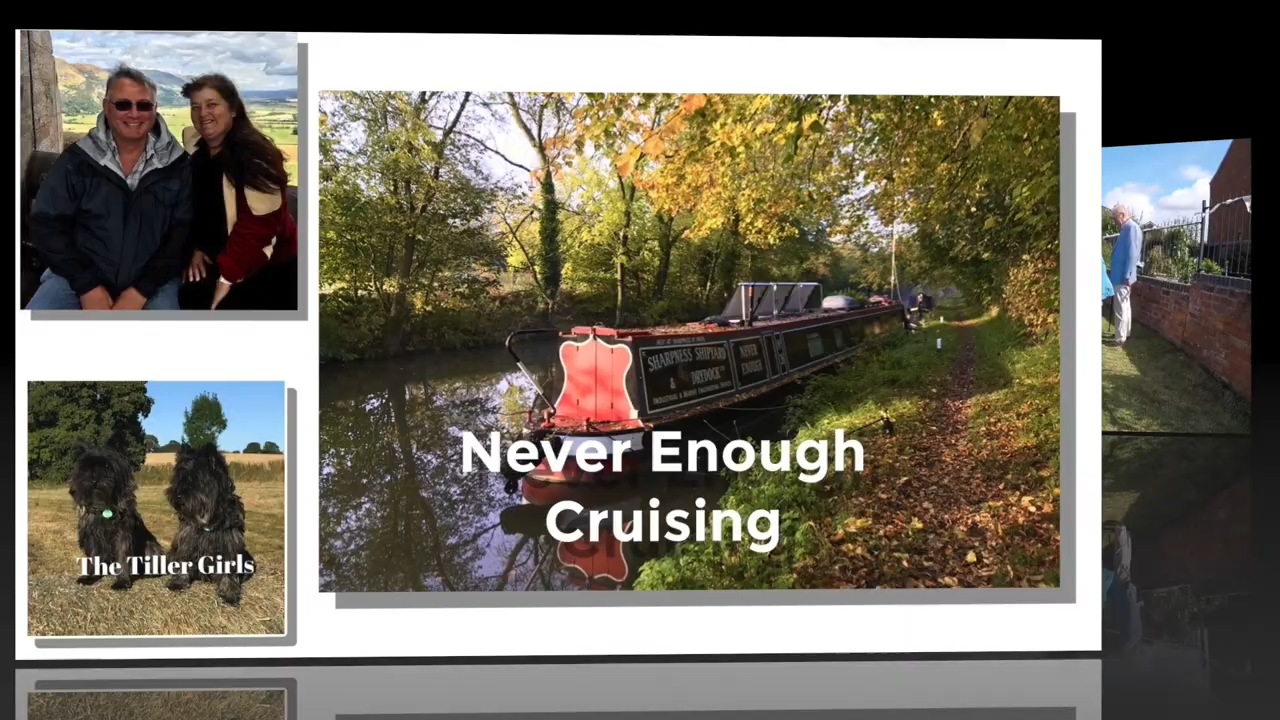 SHARPNESS SHIPYARD
& DRYDOCK
NEVER
ENOUGH
Never Enough
Cruising
The Tiller Girls